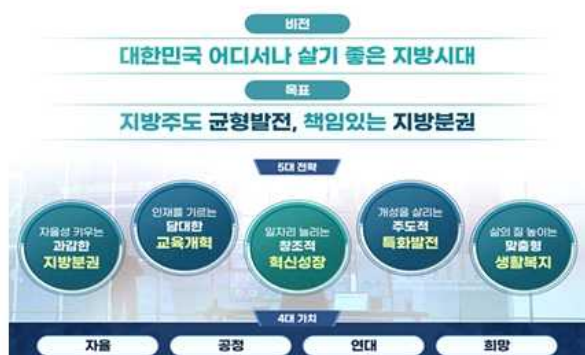 비전
대한민국 어디서나 살기 좋은 지방시대
목표
지방주도 균형발전, 책임있는 지방분권
5대 전략
자율성 키우는
과감한
지방분권
인재를 기르는
담대한
교육개혁
일자리 늘리는
창조적
혁신성장
개성을 살리는
주도적
특화발전
삶의 질 높이는
맞춤형
생활복지
4대 가치
자율
공정
연대
희망